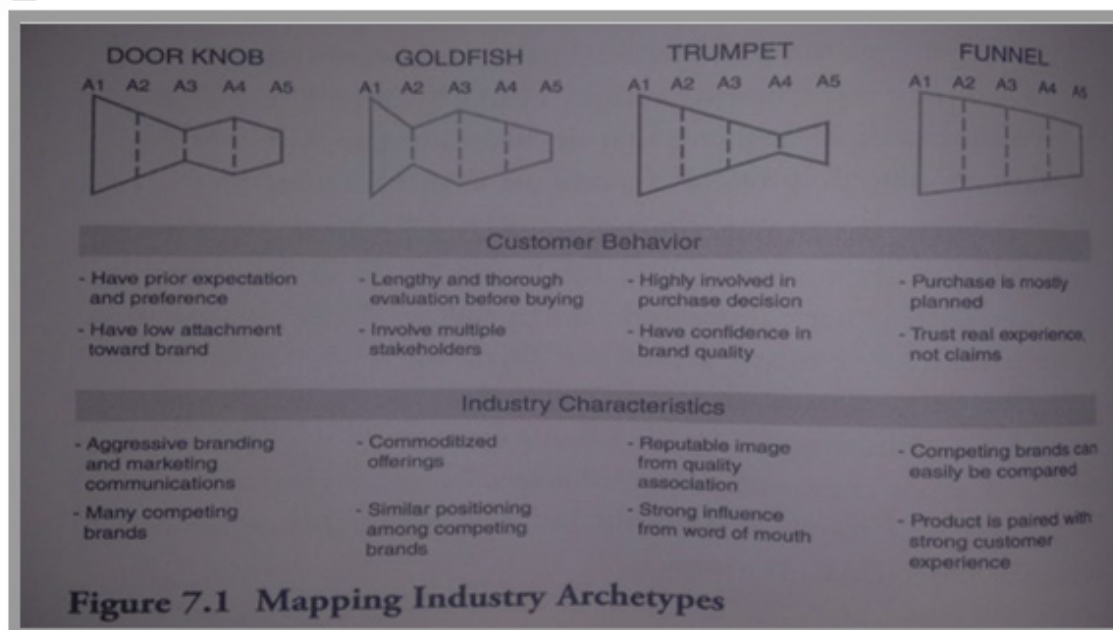 DOOR KNOB
A1 A2 A3 A4 A5
GOLDFISH
A1 A2 A3 A4 A5
TRUMPET
A1 A2 A3 A4 A5
FUNNEL
A1 A2 A3 A4 A5
Customer Behavior
- Have prior expectation
and preference
- Have low attachment
toward brand
- Lengthy and thorough
evaluation before buying
- Involve multiple
stakeholders
- Highly involved in
purchase decision
- Have confidence in
brand quality
- Purchase is mostly
planned
- Trust real experience,
not claims
Industry Characteristics
- Aggressive branding
and marketing
communications
- Many competing
brands
- Commoditized
offerings
- Similar positioning
among competing
brands
- Reputable image
from quality
association
- Strong influence
from word of mouth
- Competing brands can
easily be compared
- Product is paired with
strong customer
experience
Figure 7.1 Mapping Industry Archetypes